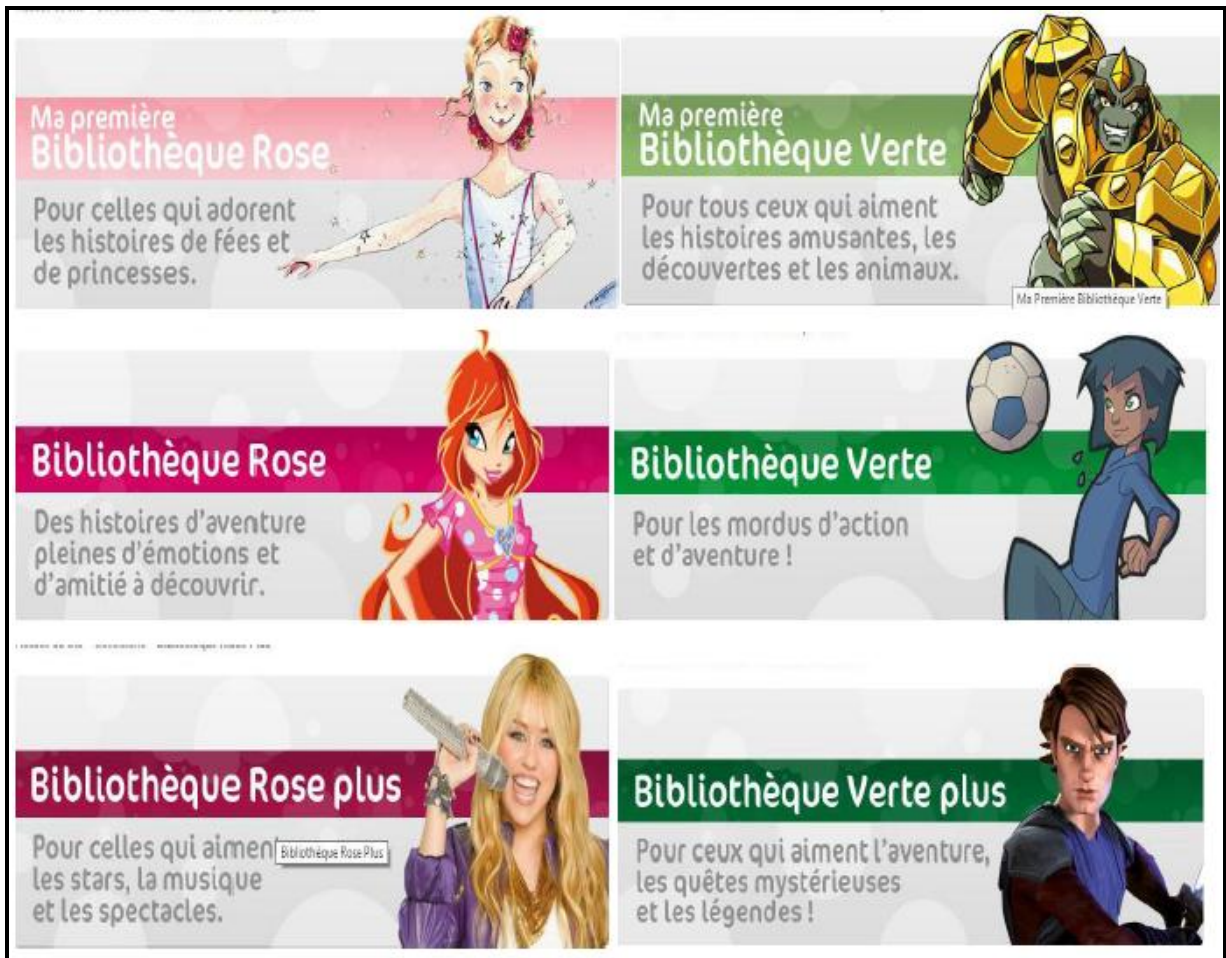 Ma première
Bibliothèque Rose
Pour celles qui adorent
les histoires de fées et
de princesses.
Ma première
Bibliothèque Verte
Pour tous ceux qui aiment
les histoires amusantes, les
découvertes et les animaux.
Ma Première Bibliothèque Verte
Bibliothèque Rose
Des histoires d'aventure
pleines d'émotions et
d'amitié à découvrir.
Bibliothèque Verte
Pour les mordus d'action
et d'aventure !
Bibliothèque Rose plus
Pour celles qui aimen
Bibliothèque Rose Plus
les stars, la musique
et les spectacles.
Bibliothèque Verte plus
Pour ceux qui aiment l'aventure,
les quêtes mystérieuses
et les légendes !